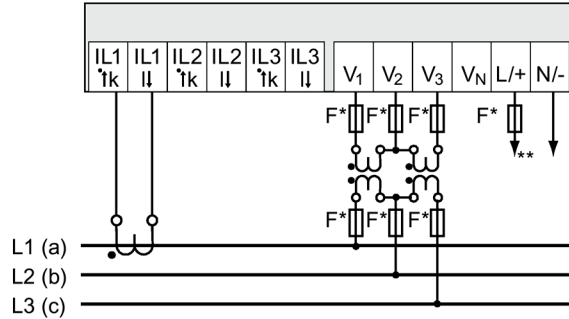 IL1 IL1 IL2 IL2 IL3 IL3 V1 V2 V3 VN L/+ N/-
k k k
F* F* F* F*
**
F* F* F*
L1 (a)
L2 (b)
L3 (c)